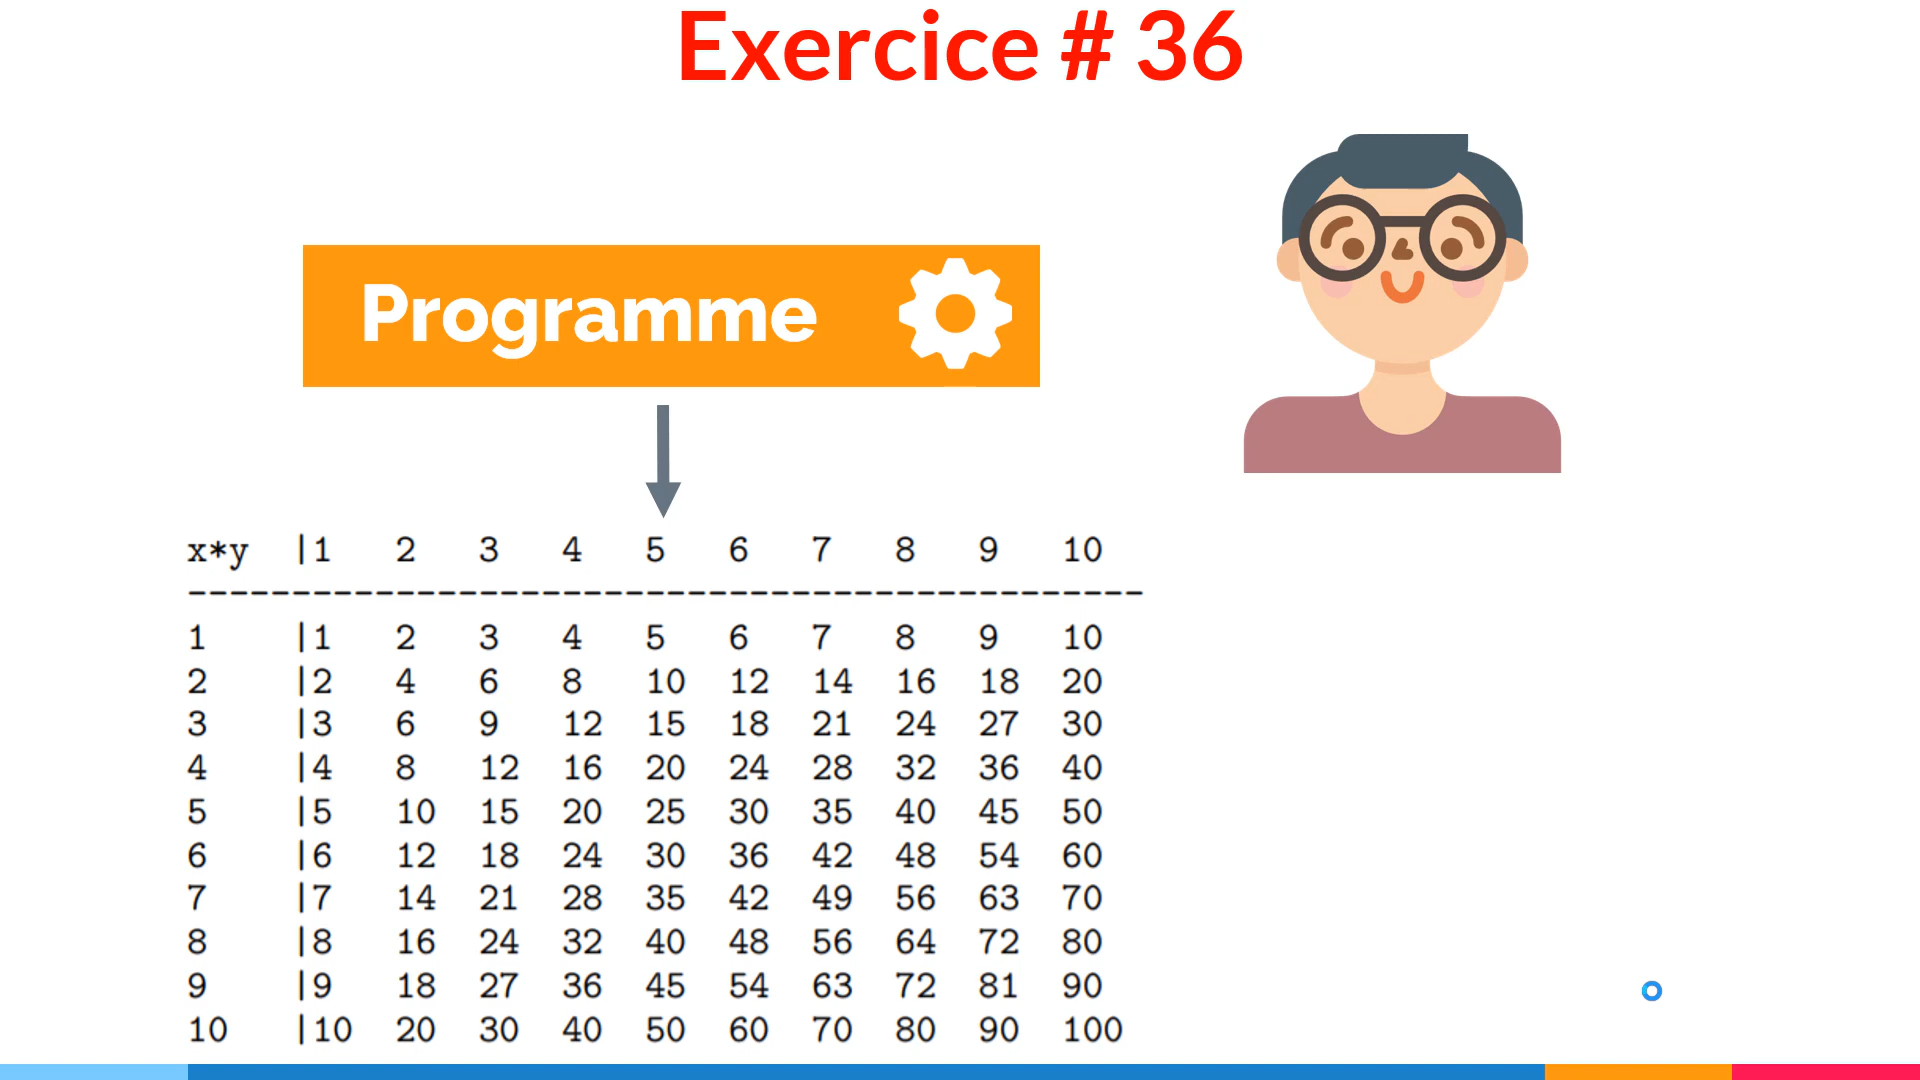 Exercice # 36
Programme
x*y |1 2 3 4 5 6 7 8 9 10
----------------------------------------------
1 |1 2 3 4 5 6 7 8 9 10
2 |2 4 6 8 10 12 14 16 18 20
3 |3 6 9 12 15 18 21 24 27 30
4 |4 8 12 16 20 24 28 32 36 40
5 |5 10 15 20 25 30 35 40 45 50
6 |6 12 18 24 30 36 42 48 54 60
7 |7 14 21 28 35 42 49 56 63 70
8 |8 16 24 32 40 48 56 64 72 80
9 |9 18 27 36 45 54 63 72 81 90
10 |10 20 30 40 50 60 70 80 90 100